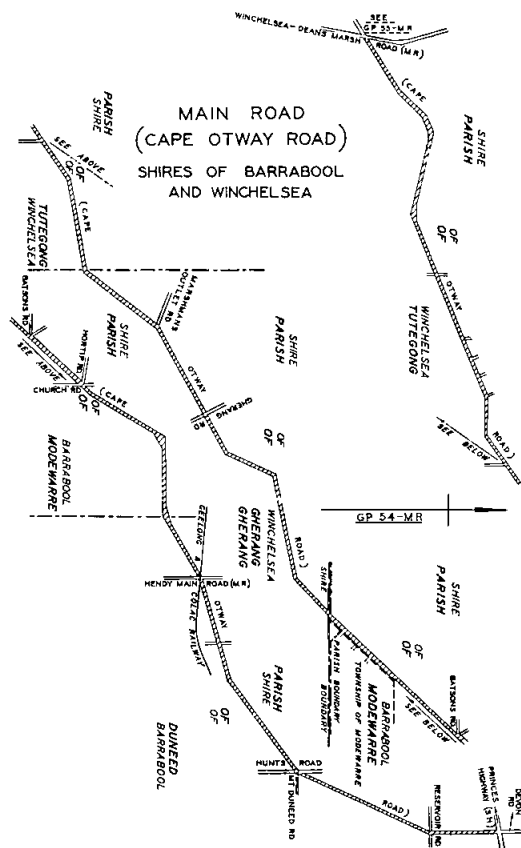 MAIN ROAD
(CAPE OTWAY ROAD)
SHIRES OF BARRABOOL
AND WINCHELSEA
WINCHELSEA-DEANS MARSH ROAD (M.R)
SEE
GP 53-M.R
(CAPE
OTWAY
ROAD)
SHIRE OF WINCHELSEA
PARISH OF TUTEGONG
SEE BELOW
GP 54-MR
PARISH OF TUTEGONG
SHIRE OF WINCHELSEA
SEE ABOVE
(CAPE
MARSHMANS
OUTLET RD
OTWAY
GHERANG
RD
ROAD)
SHIRE OF WINCHELSEA
PARISH OF GHERANG GHERANG
SHIRE BOUNDARY
PARISH BOUNDARY
TOWNSHIP OF MODEWARRE
SHIRE OF BARRABOOL
PARISH OF MODEWARRE
BATSONS RD
SEE BELOW
BATSONS RD
SEE ABOVE
MORTIP RD
CHURCH RD
(CAPE
SHIRE OF BARRABOOL
PARISH OF MODEWARRE
GEELONG &
COLAC RAILWAY
HENDY MAIN ROAD (M.R)
OTWAY
PARISH OF DUNEED
SHIRE OF BARRABOOL
HUNTS ROAD
MT DUNEED RD
ROAD)
RESERVOIR
RD
PRINCES
HIGHWAY (S.H)
DEVON
RD